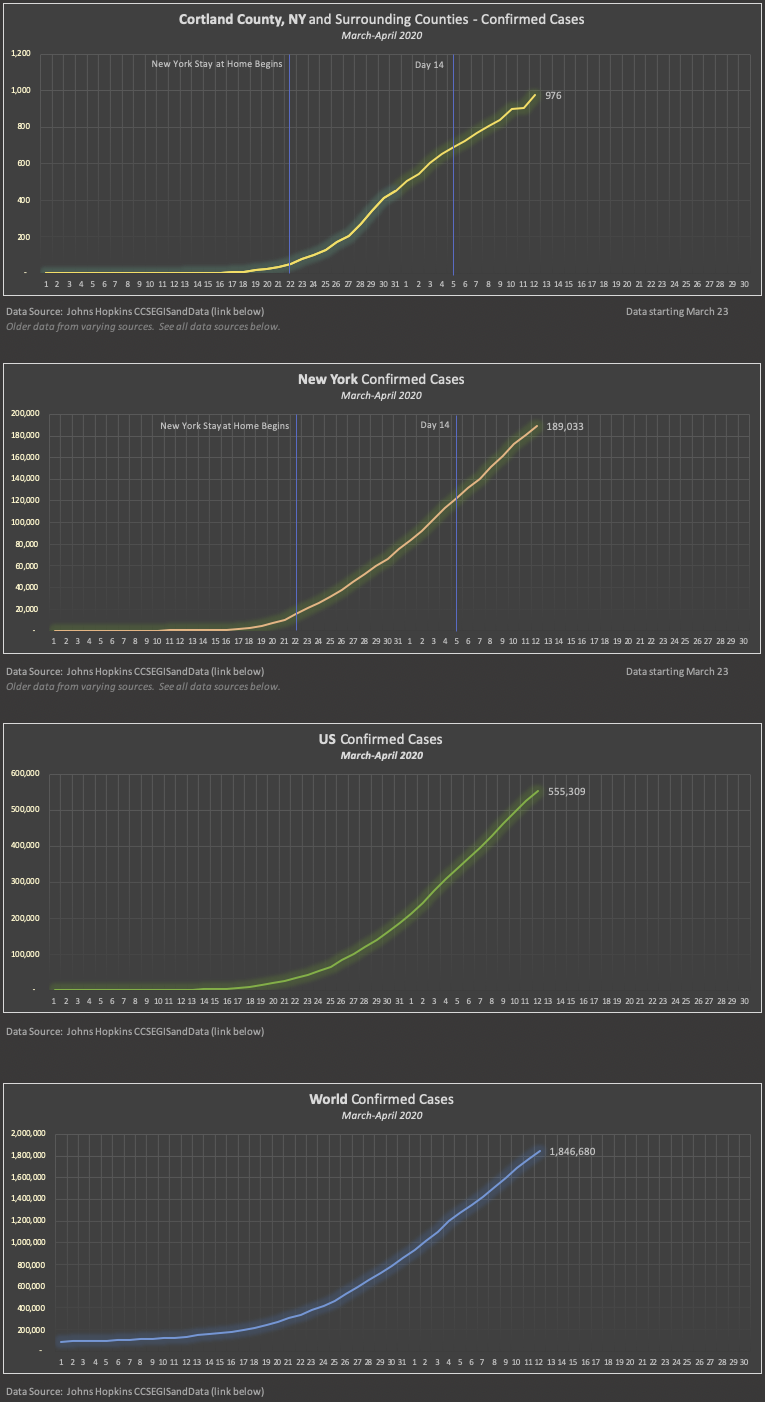 Cortland County, NY and Surrounding Counties - Confirmed Cases
March-April 2020
1,200
New York Stay at Home Begins
Day 14
1,000
976
800
600
400
200
-
1 2 3 4 5 6 7 8 9 10 11 12 13 14 15 16 17 18 19 20 21 22 23 24 25 26 27 28 29 30 31 1 2 3 4 5 6 7 8 9 10 11 12 13 14 15 16 17 18 19 20 21 22 23 24 25 26 27 28 29 30
Data Source: Johns Hopkins CCSEGISandData (link below) Data starting March 23
Older data from varying sources. See all data sources below.
New York Confirmed Cases
March-April 2020
200,000
New York Stay at Home Begins
Day 14
189,033
180,000
160,000
140,000
120,000
100,000
80,000
60,000
40,000
20,000
-
1 2 3 4 5 6 7 8 9 10 11 12 13 14 15 16 17 18 19 20 21 22 23 24 25 26 27 28 29 30 31 1 2 3 4 5 6 7 8 9 10 11 12 13 14 15 16 17 18 19 20 21 22 23 24 25 26 27 28 29 30
Data Source: Johns Hopkins CCSEGISandData (link below) Data starting March 23
Older data from varying sources. See all data sources below.
US Confirmed Cases
March-April 2020
600,000
555,309
500,000
400,000
300,000
200,000
100,000
-
1 2 3 4 5 6 7 8 9 10 11 12 13 14 15 16 17 18 19 20 21 22 23 24 25 26 27 28 29 30 31 1 2 3 4 5 6 7 8 9 10 11 12 13 14 15 16 17 18 19 20 21 22 23 24 25 26 27 28 29 30
Data Source: Johns Hopkins CCSEGISandData (link below)
World Confirmed Cases
March-April 2020
2,000,000
1,846,680
1,800,000
1,600,000
1,400,000
1,200,000
1,000,000
800,000
600,000
400,000
200,000
-
1 2 3 4 5 6 7 8 9 10 11 12 13 14 15 16 17 18 19 20 21 22 23 24 25 26 27 28 29 30 31 1 2 3 4 5 6 7 8 9 10 11 12 13 14 15 16 17 18 19 20 21 22 23 24 25 26 27 28 29 30
Data Source: Johns Hopkins CCSEGISandData (link below)